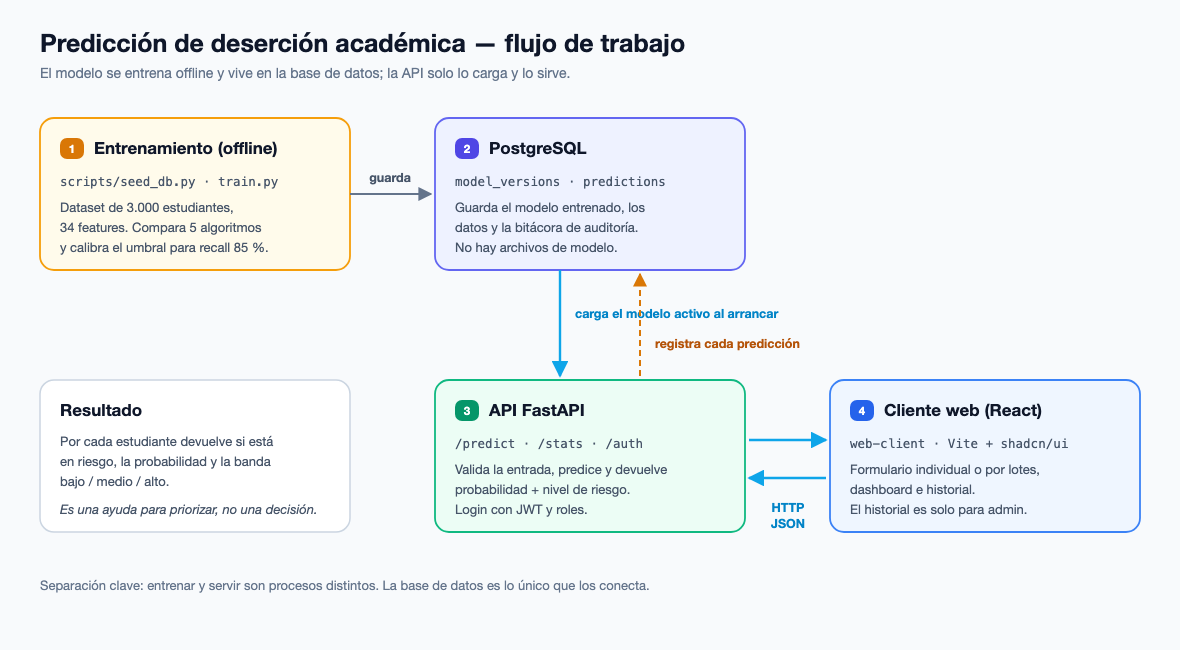 Predicción de deserción académica — flujo de trabajo
El modelo se entrena offline y vive en la base de datos; la API solo lo carga y lo sirve.
1 Entrenamiento (offline)
scripts/seed_db.py · train.py
Dataset de 3.000 estudiantes,
34 features. Compara 5 algoritmos
y calibra el umbral para recall 85 %.
guarda
2 PostgreSQL
model_versions · predictions
Guarda el modelo entrenado, los
datos y la bitácora de auditoría.
No hay archivos de modelo.
carga el modelo activo al arrancar
registra cada predicción
Resultado
Por cada estudiante devuelve si está
en riesgo, la probabilidad y la banda
bajo / medio / alto.
Es una ayuda para priorizar, no una decisión.
3 API FastAPI
/predict · /stats · /auth
Valida la entrada, predice y devuelve
probabilidad + nivel de riesgo.
Login con JWT y roles.
HTTP
JSON
4 Cliente web (React)
web-client · Vite + shadcn/ui
Formulario individual o por lotes,
dashboard e historial.
El historial es solo para admin.
Separación clave: entrenar y servir son procesos distintos. La base de datos es lo único que los conecta.